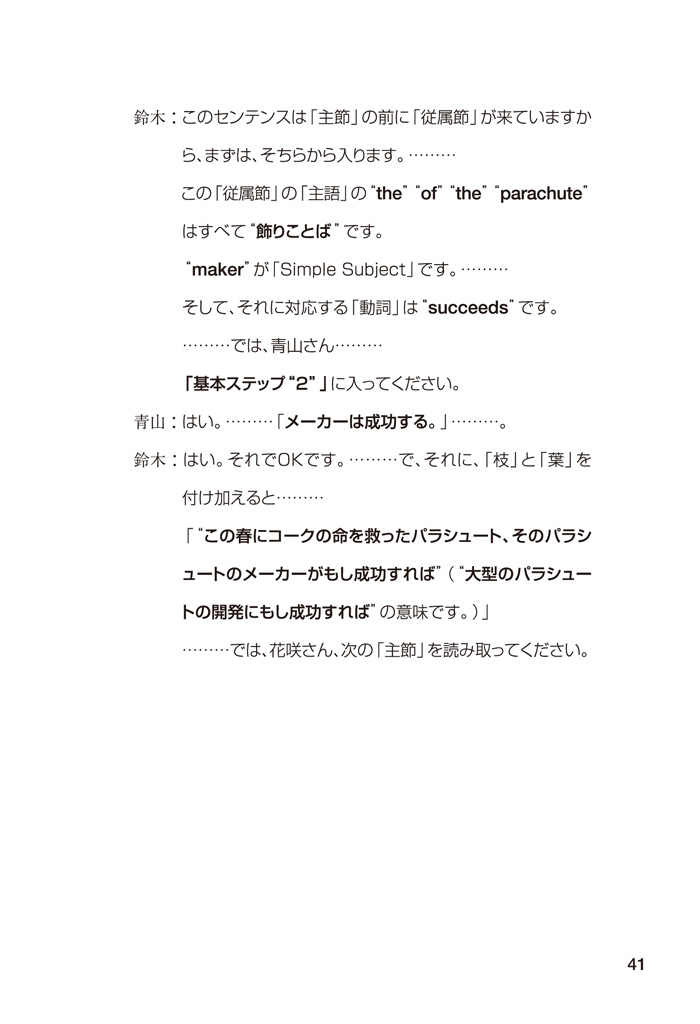 鈴木：このセンテンスは「主節」の前に「従属節」が来ていますか
ら、まずは、そちらから入ります。………
この「従属節」の「主語」の“the” “of” “the” “parachute”
はすべて“飾りことば”です。
“maker”が「Simple Subject」です。………
そして、それに対応する「動詞」は“succeeds”です。
………では、青山さん………
「基本ステップ“2”」に入ってください。
青山：はい。………「メーカーは成功する。」………。
鈴木：はい。それでOKです。………で、それに、「枝」と「葉」を
付け加えると………
「“この春にコークの命を救ったパラシュート、そのパラシ
ュートのメーカーがもし成功すれば”（“大型のパラシュー
トの開発にもし成功すれば”の意味です。）」
………では、花咲さん、次の「主節」を読み取ってください。
41